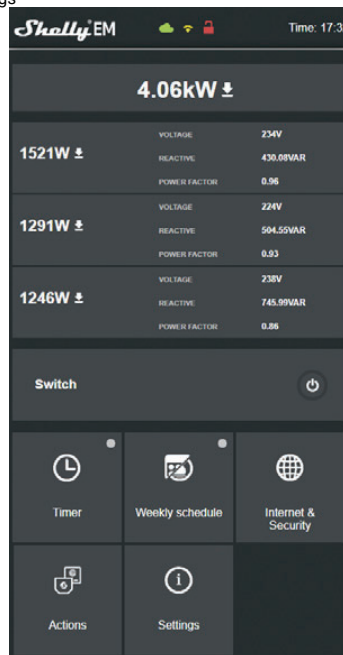 gs
Shelly EM Time: 17:3
4.06kW
VOLTAGE 234V
1521W REACTIVE 430.08VAR
POWER FACTOR 0.96
VOLTAGE 224V
1291W REACTIVE 504.55VAR
POWER FACTOR 0.93
VOLTAGE 238V
1246W REACTIVE 745.99VAR
POWER FACTOR 0.86
Switch
Timer Weekly schedule Internet &
Security
Actions Settings